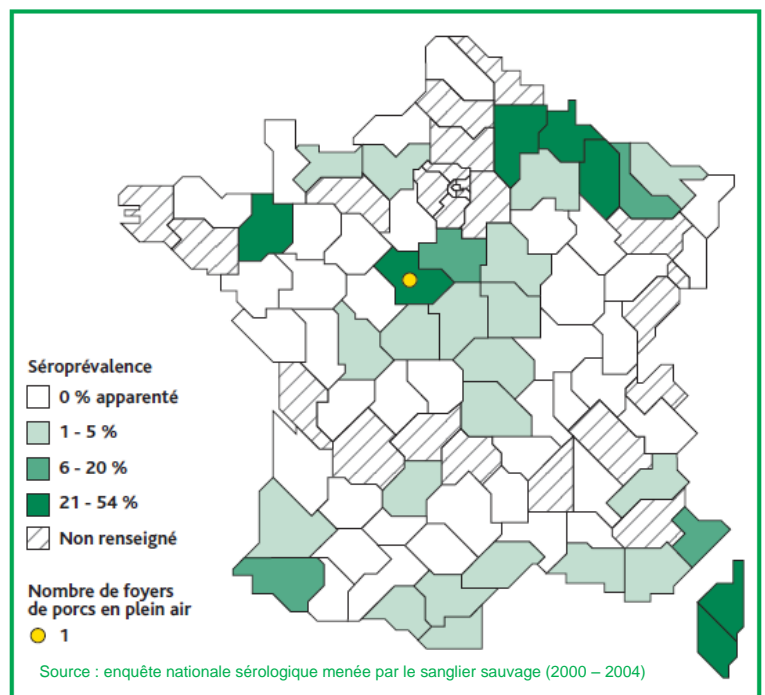 Séroprévalence
0 % apparenté
1 - 5 %
6 - 20 %
21 - 54 %
Non renseigné
Nombre de foyers
de porcs en plein air
1
Source : enquête nationale sérologique menée par le sanglier sauvage (2000 – 2004)